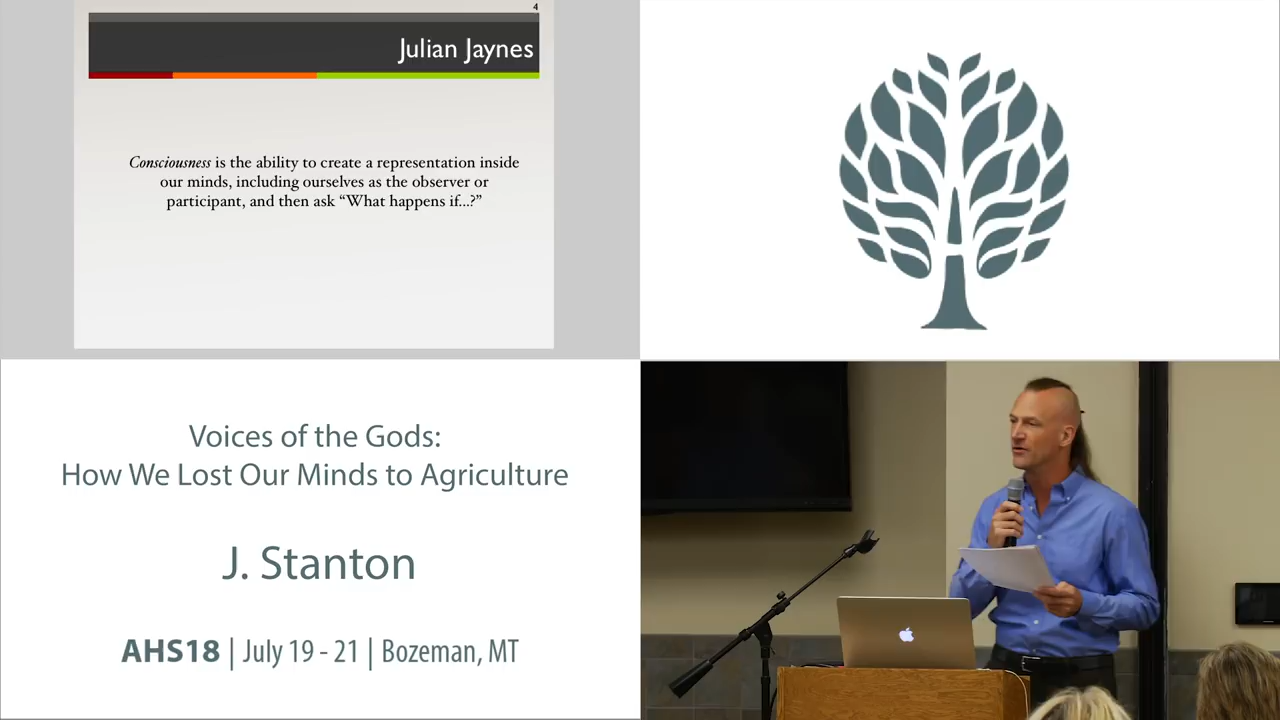 4
Julian Jaynes
Consciousness is the ability to create a representation inside
our minds, including ourselves as the observer or
participant, and then ask “What happens if...?”
Voices of the Gods:
How We Lost Our Minds to Agriculture
J. Stanton
AHS18 | July 19 - 21 | Bozeman, MT